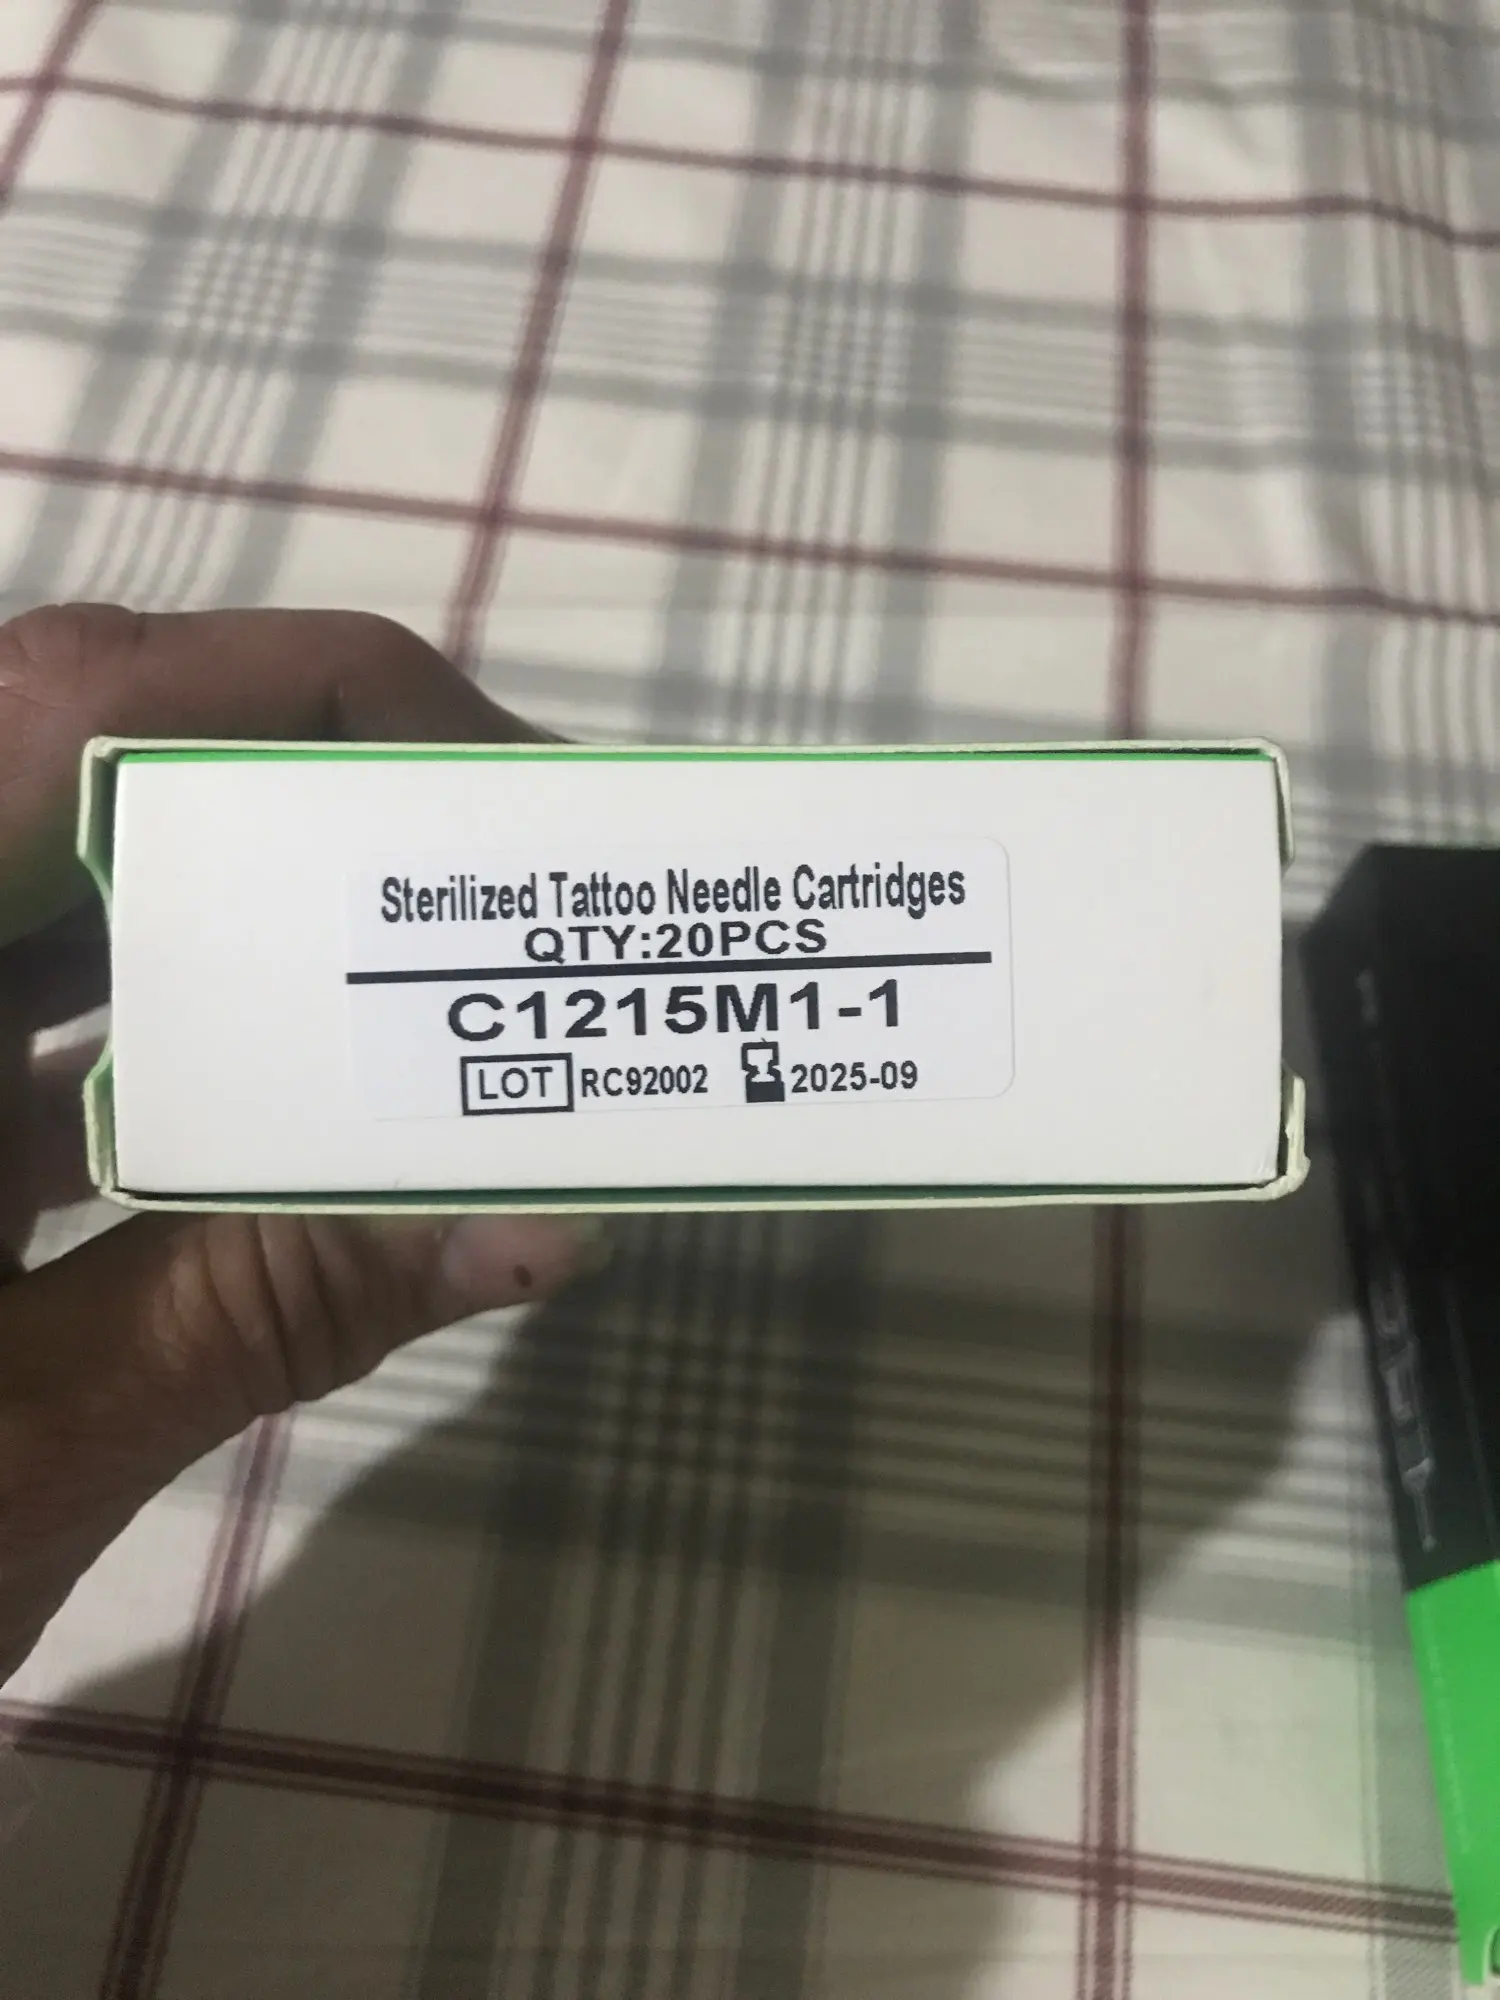 Sterilized Tattoo Needle Cartridges
QTY:20PCS
C1215M1-1
LOT RC92002 2025-09